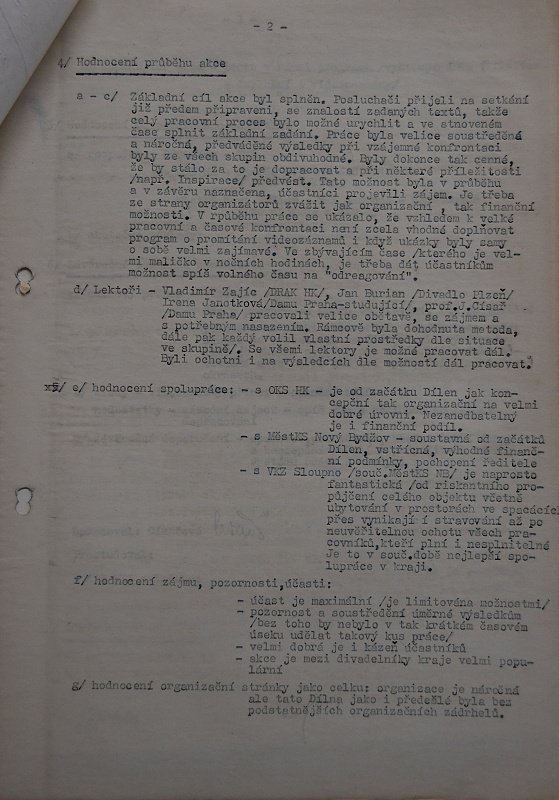 - 2 -
4/ Hodnocení průběhu akce
a - c/ Základní cíl akce byl splněn. Posluchači přijeli na setkání
již předem připraveni, se znalostí zadaných textů, takže
celý pracovní proces bylo možné urychlit a ve stnoveném
čase splnit základní zadání. Práce byla velice soustředěná
a náročná, předváděné výsledky při vzájemné konfrontaci
byly ze všech skupin obdivuhodné. Byly dokonce tak cenné,
že by stálo za to je dopracovat a při některé příležitosti
/např. Inspirace/ předvést. Tato možnost byla v průběhu
a v závěru naznačena, účastníci projevili zájem. Je třeba
ze strany organizátorů zvážit jak organizační , tak finanční
možnosti. V rpůběhu práce se ukázalo, že vzhledem k velké
pracovní a časové konfrontaci není zcela vhodné doplňovat
program o promítání videozáznamů i když ukázky byly samy
o sobě velmi zajímavé. Ve zbývajícím čase /kterého je vel-
mi maličko v nočních hodinách, je třeba dát účastníkům
možnost spíš volného času na "odreagování".
d/ Lektoři - Vladimír Zajíc /DRAK HK/, Jan Burian /Divadlo Plzeň/
Irena Janotková/Damu Praha-studující/, prof.J.Císař
/Damu Praha/ pracovali velice obětavě, se zájmem a
s potřebným nasazením. Rámcově byla dohodnuta metoda,
dále pak každý volil vlastní prostředky dle situace
ve skupině/. Se všemi lektory je možné pracovat dál.
Byli ochotni i na výsledcích dle možností dál pracovat.
e/ hodnocení spolupráce: - s OKS HK - je od začátku Dílen jak kon-
cepční tak organizační na velmi
dobré úrovni. Nezanedbatelný
je i finanční podíl.
- s MěstKS Nový Bydžov - soustavná od začátků
Dílen, vstřícná, výhodné finanč-
ní podmínky, pochopení ředitele
- s VKZ Sloupno /souč.MěstKS NB/ je naprosto
fantastická /od riskantního pro-
půjčení celého objektu včetně
ubytování v prostorách ve spacácích
přes vynikají í stravování až po
neuvěřitelnou ochotu všech pra-
covníků,kteří plní i nesplnitelné
Je to v souč.době nejlepší spo-
lupráce v kraji.
f/ hodnocení zájmu, pozornosti,účasti:
- účast je maximální /je limitována možnostmi/
- pozornost a soustředění úměrné výsledkům
/bez toho by nebylo v tak krátkém časovém
úseku udělat takový kus práce/
- velmi dobrá je i kázeň účastníků
- akce je mezi divadelníky kraje velmi popu-
lární
g/ hodnocení organizační stránky jako celku: organizace je náročná
ale tato Dílna jako i předešlé byla bez
podstatnějších organizačních zádrhelů.